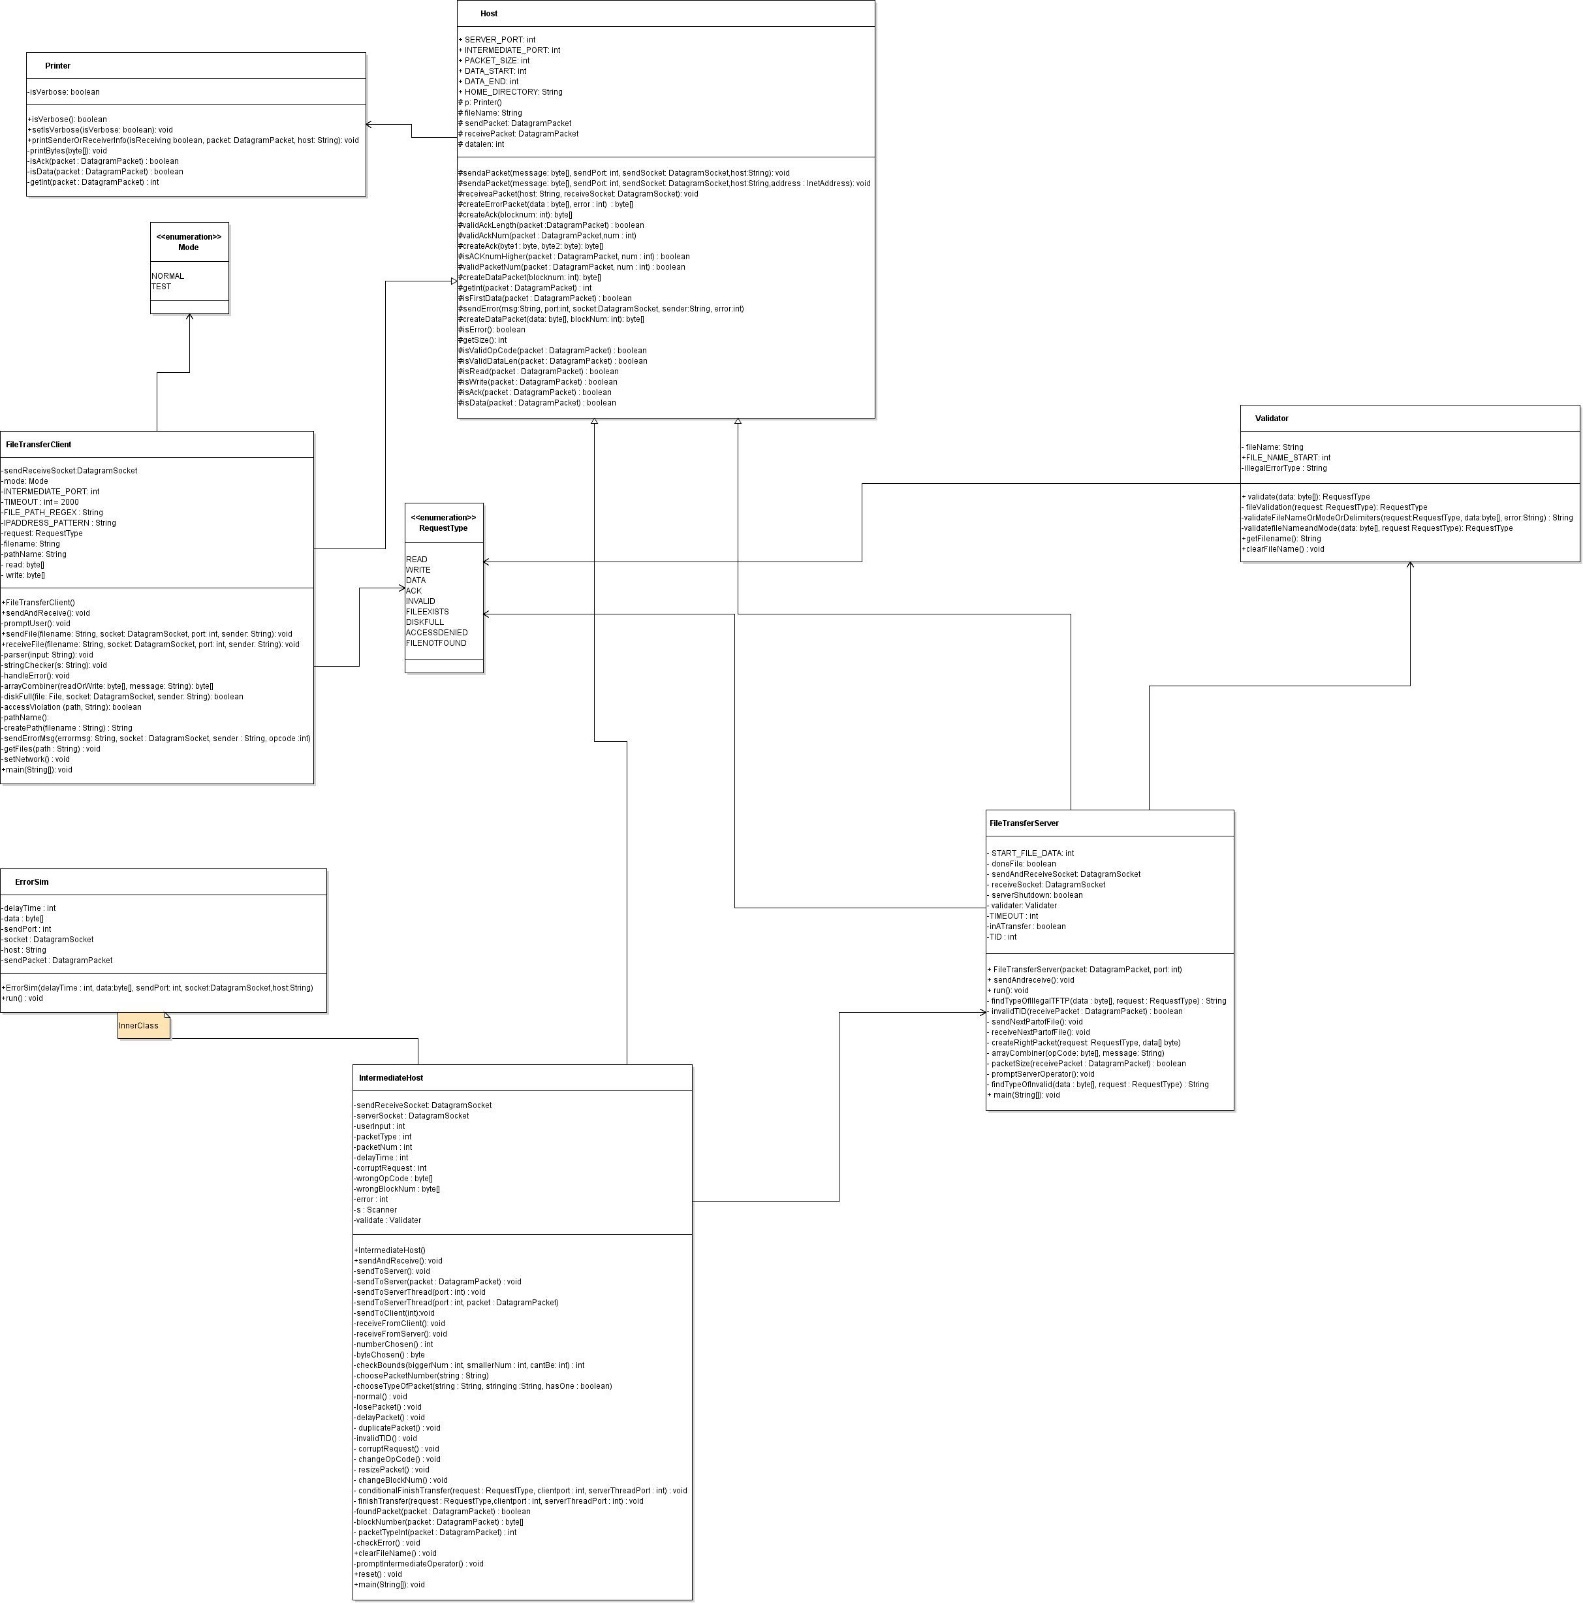 Host
+ SERVER_PORT: int
+ INTERMEDIATE_PORT: int
+ PACKET_SIZE: int
+ DATA_START: int
+ DATA_END: int
+ HOME_DIRECTORY: String
# p: Printer()
# fileName: String
# sendPacket: DatagramPacket
# receivePacket: DatagramPacket
# datalen: int
#sendaPacket(message: byte[], sendPort: int, sendSocket: DatagramSocket,host:String): void
#sendaPacket(message: byte[], sendPort: int, sendSocket: DatagramSocket,host:String,address : InetAddress): void
#receiveaPacket(host: String, receiveSocket: DatagramSocket): void
#createErrorPacket(data : byte[], error : int) : byte[]
#createAck(blocknum: int): byte[]
#validAckLength(packet :DatagramPacket) : boolean
#validAckNum(packet : DatagramPacket,num : int)
#createAck(byte1: byte, byte2: byte): byte[]
#isACKnumHigher(packet : DatagramPacket, num : int) : boolean
#validPacketNum(packet : DatagramPacket, num : int) : boolean
#createDataPacket(blocknum: int): byte[]
#getInt(packet : DatagramPacket) : int
#isFirstData(packet : DatagramPacket) : boolean
#sendError(msg:String, port:int, socket:DatagramSocket, sender:String, error:int)
#createDataPacket(data: byte[], blockNum: int): byte[]
#isError(): boolean
#getSize(): int
#isValidOpCode(packet : DatagramPacket) : boolean
#isValidDataLen(packet : DatagramPacket) : boolean
#isRead(packet : DatagramPacket) : boolean
#isWrite(packet : DatagramPacket) : boolean
#isAck(packet : DatagramPacket) : boolean
#isData(packet : DatagramPacket) : boolean
Printer
-isVerbose: boolean
+isVerbose(): boolean
+setIsVerbose(isVerbose: boolean): void
+printSenderOrReceiverInfo(isReceiving boolean, packet: DatagramPacket, host: String): void
-printBytes(byte[]): void
-isAck(packet : DatagramPacket) : boolean
-isData(packet : DatagramPacket) : boolean
-getInt(packet : DatagramPacket) : int
<<enumeration>>
Mode
NORMAL
TEST
FileTransferClient
-sendReceiveSocket:DatagramSocket
-mode: Mode
-INTERMEDIATE_PORT: int
-TIMEOUT : int = 2000
-FILE_PATH_REGEX : String
-IPADDRESS_PATTERN : String
-request: RequestType
-filename: String
-pathName: String
- read: byte[]
- write: byte[]
+FileTransferClient()
+sendAndReceive(): void
-promptUser(): void
+sendFile(filename: String, socket: DatagramSocket, port: int, sender: String): void
+receiveFile(filename: String, socket: DatagramSocket, port: int, sender: String): void
-parser(input: String): void
-stringChecker(s: String): void
-handleError(): void
-arrayCombiner(readOrWrite: byte[], message: String): byte[]
-diskFull(file: File, socket: DatagramSocket, sender: String): boolean
-accessViolation (path, String): boolean
-pathName()
-createPath(filename : String) : String
-sendErrorMsg(errormsg: String, socket : DatagramSocket, sender : String, opcode :int)
-getFiles(path : String) : void
-setNetwork() : void
+main(String[]): void
<<enumeration>>
RequestType
READ
WRITE
DATA
ACK
INVALID
FILEEXISTS
DISKFULL
ACCESSDENIED
FILENOTFOUND
Validator
- fileName: String
+FILE_NAME_START: int
-illegalErrorType : String
+ validate(data: byte[]): RequestType
- fileValidation(request: RequestType): RequestType
-validateFileNameOrModeOrDelimiters(request:RequestType, data:byte[], error:String) : String
-validatefileNameandMode(data: byte[], request RequestType): RequestType
+getFilename(): String
+clearFileName() : void
FileTransferServer
- START_FILE_DATA: int
- doneFile: boolean
- sendAndReceiveSocket: DatagramSocket
- receiveSocket: DatagramSocket
- serverShutdown: boolean
- validater: Validater
-TIMEOUT : int
-inATransfer : boolean
-TID : int
+ FileTransferServer(packet: DatagramPacket, port: int)
+ sendAndreceive(): void
+ run(): void
- findTypeOfIllegalTFTP(data : byte[], request : RequestType) : String
- invalidTID(receivePacket : DatagramPacket) : boolean
- sendNextPartofFile(): void
- receiveNextPartofFile(): void
- createRightPacket(request: RequestType, data[] byte)
- arrayCombiner(opCode: byte[], message: String)
- packetSize(receivePacket : DatagramPacket) : boolean
- promptServerOperator(): void
- findTypeOfInvalid(data : byte[], request : RequestType) : String
+ main(String[]): void
ErrorSim
-delayTime : int
-data : byte[]
-sendPort : int
-socket : DatagramSocket
-host : String
-sendPacket : DatagramPacket
+ErrorSim(delayTime : int, data:byte[], sendPort: int, socket:DatagramSocket,host:String)
+run() : void
InnerClass
IntermediateHost
-sendReceiveSocket: DatagramSocket
-serverSocket : DatagramSocket
-userInput : int
-packetType : int
-packetNum : int
-delayTime : int
-corruptRequest : int
-wrongOpCode : byte[]
-wrongBlockNum : byte[]
-error : int
-s : Scanner
-validate : Validater
+IntermediateHost()
+sendAndReceive(): void
-sendToServer(): void
-sendToServer(packet : DatagramPacket) : void
-sendToServerThread(port : int) : void
-sendToServerThread(port : int, packet : DatagramPacket)
-sendToClient(int):void
-receiveFromClient(): void
-receiveFromServer(): void
-numberChosen() : int
-byteChosen() : byte
-checkBounds(biggerNum : int, smallerNum : int, cantBe: int) : int
-choosePacketNumber(string : String)
-chooseTypeOfPacket(string : String, stringing :String, hasOne : boolean)
-normal() : void
-losePacket() : void
-delayPacket() : void
- duplicatePacket() : void
-invalidTID() : void
- corruptRequest() : void
- changeOpCode() : void
- resizePacket() : void
- changeBlockNum() : void
- conditionalFinishTransfer(request : RequestType, clientport : int, serverThreadPort : int) : void
- finishTransfer(request : RequestType,clientport : int, serverThreadPort : int) : void
-foundPacket(packet : DatagramPacket) : boolean
-blockNumber(packet : DatagramPacket) : byte[]
- packetTypeInt(packet : DatagramPacket) : int
-checkError() : void
+clearFileName() : void
-promptIntermediateOperator() : void
+reset() : void
+main(String[]): void